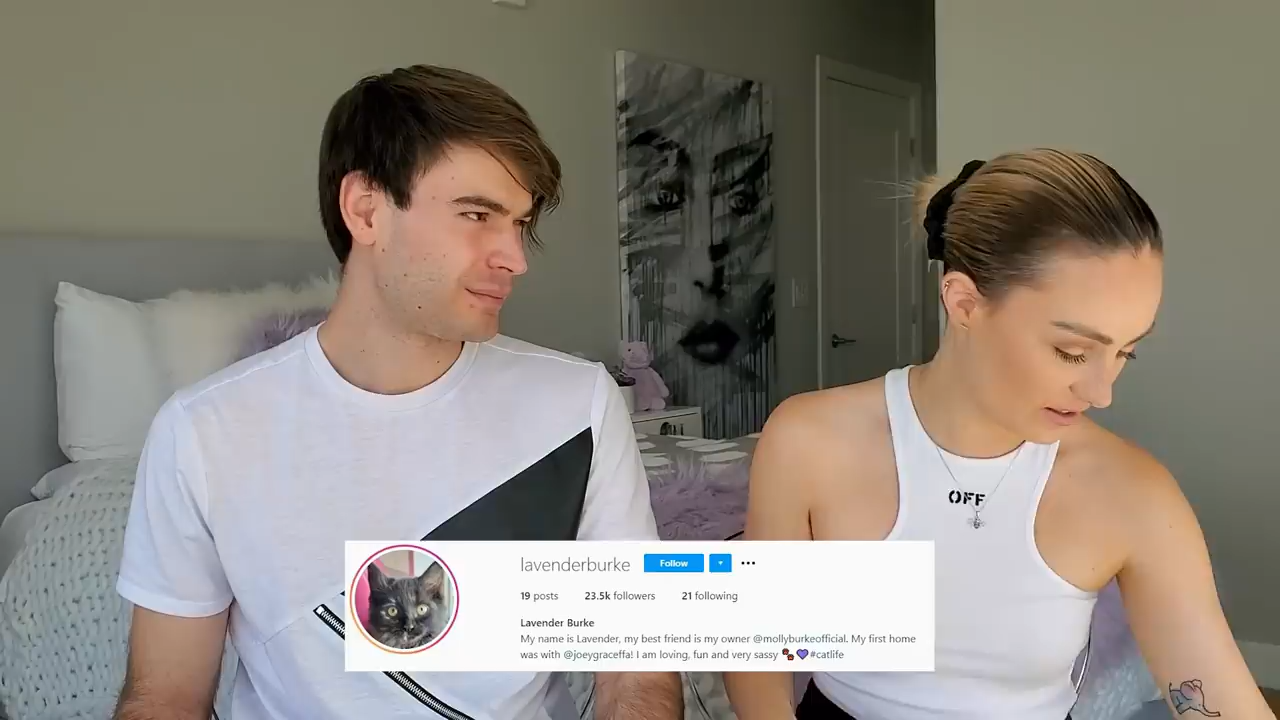 OFF
lavenderburke Follow
19 posts 23.5k followers 21 following
Lavender Burke
My name is Lavender, my best friend is my owner @mollyburkeofficial. My first home
was with @joeygraceffa! I am loving, fun and very sassy 🐾💜#catlife